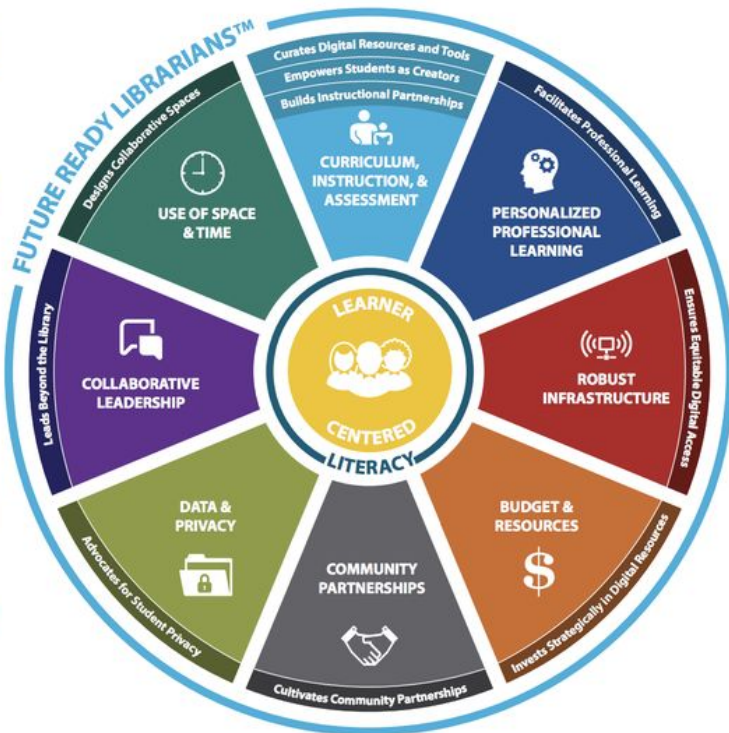 FUTURE READY LIBRARIANS™
Curates Digital Resources and Tools
Empowers Students as Creators
Builds Instructional Partnerships
CURRICULUM,
INSTRUCTION, &
ASSESSMENT
Facilitates Professional Learning
PERSONALIZED
PROFESSIONAL
LEARNING
Ensures Equitable Digital Access
ROBUST
INFRASTRUCTURE
Invests Strategically in Digital Resources
BUDGET &
RESOURCES
$
Cultivates Community Partnerships
COMMUNITY
PARTNERSHIPS
Advocates for Student Privacy
DATA &
PRIVACY
Leads Beyond the Library
COLLABORATIVE
LEADERSHIP
Designs Collaborative Spaces
USE OF SPACE
& TIME
LEARNER
CENTERED
LITERACY